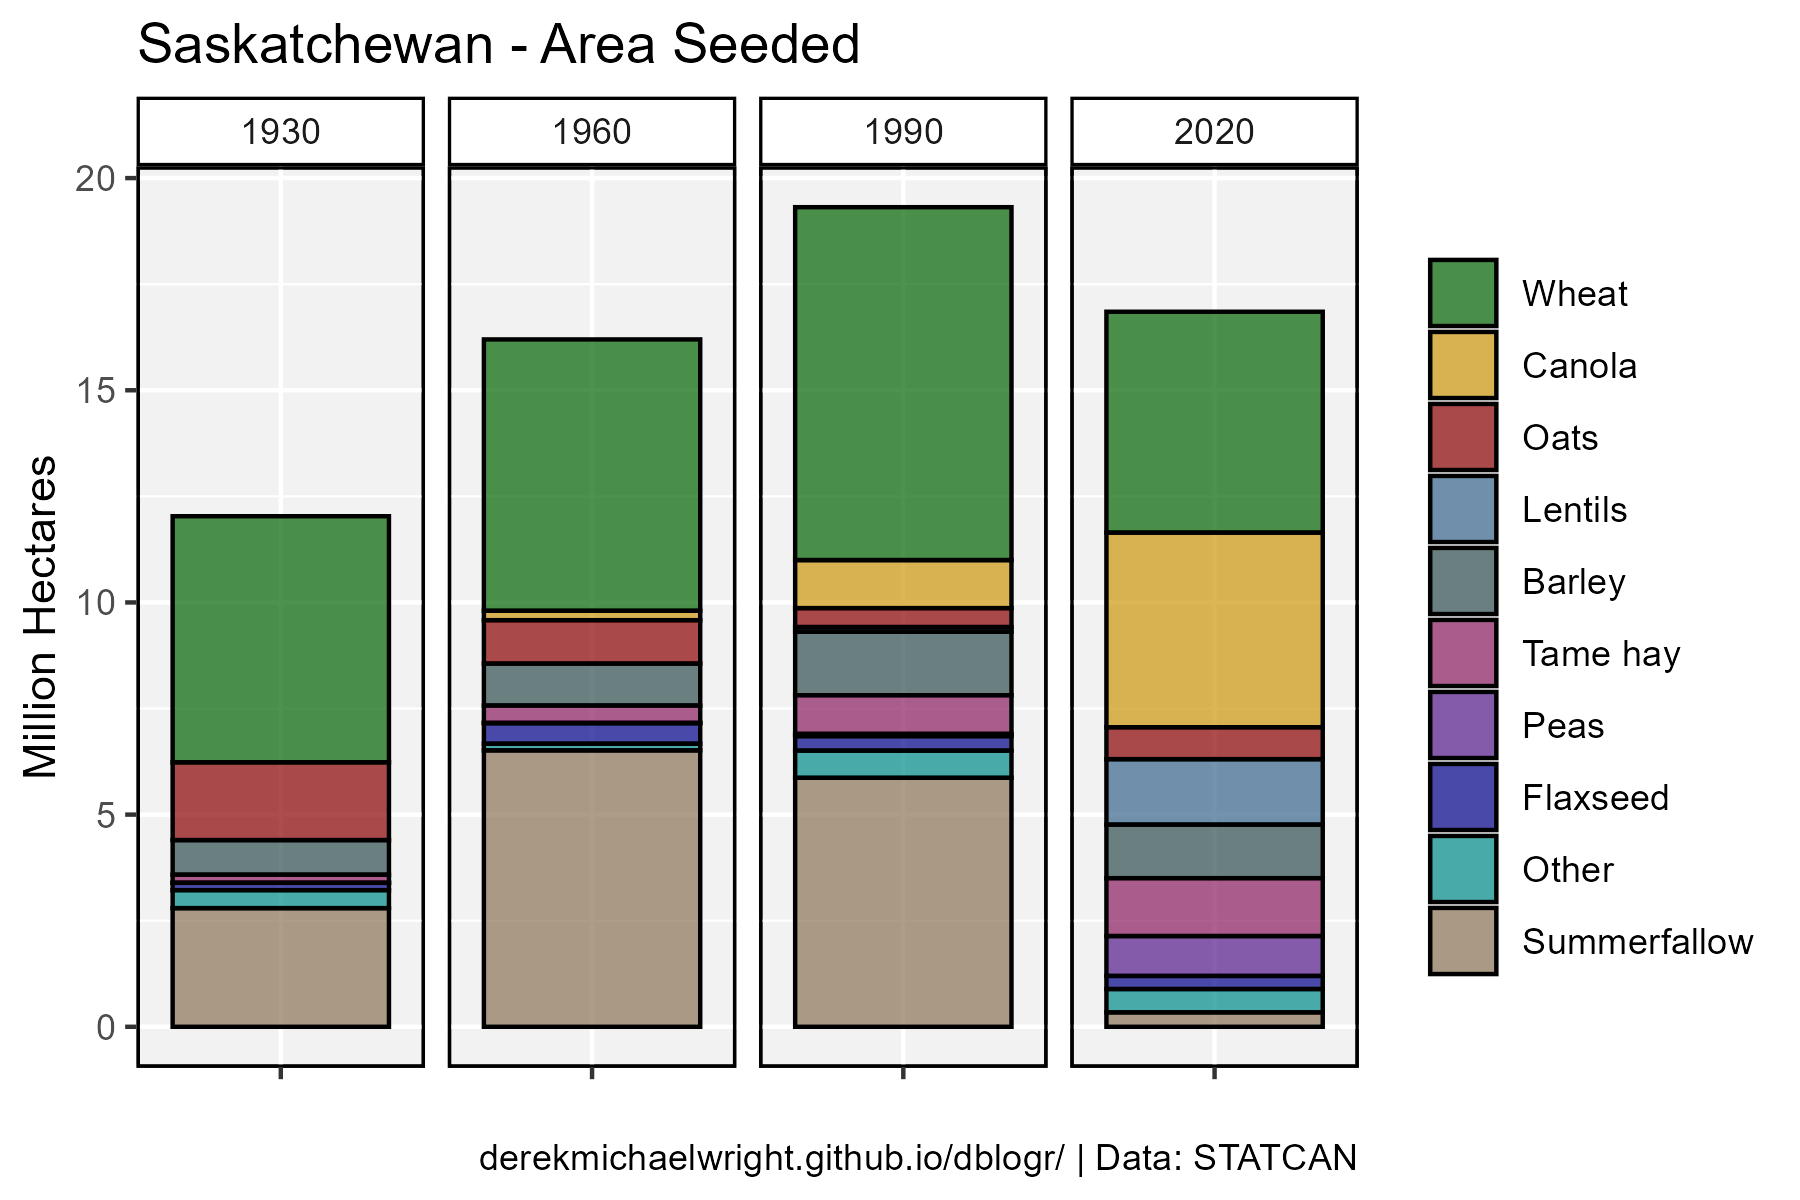 Saskatchewan - Area Seeded
1930 1960 1990 2020
Million Hectares
20
15
10
5
0
Wheat
Canola
Oats
Lentils
Barley
Tame hay
Peas
Flaxseed
Other
Summerfallow
derekmichaelwright.github.io/dblogr/ | Data: STATCAN